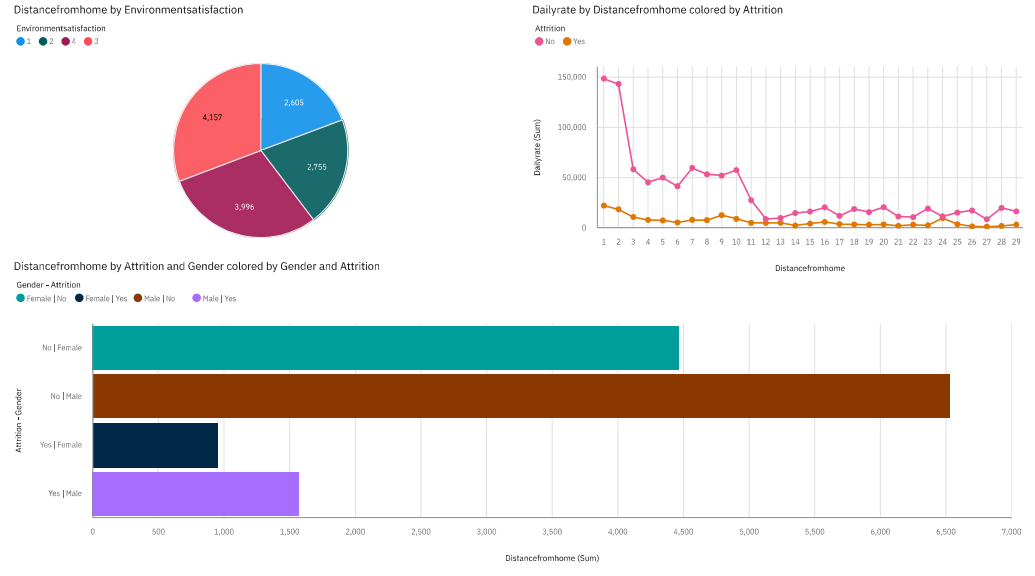 Distancefromhome by Environmentsatisfaction
Environmentsatisfaction
1 2 4 3
2,605
4,157
2,755
3,996
Dailyrate by Distancefromhome colored by Attrition
Attrition
No Yes
150,000
100,000
50,000
0
Dailyrate (Sum)
1 2 3 4 5 6 7 8 9 10 11 12 13 14 15 16 17 18 19 20 21 22 23 24 25 26 27 28 29
Distancefromhome
Distancefromhome by Attrition and Gender colored by Gender and Attrition
Gender - Attrition
Female | No Female | Yes Male | No Male | Yes
No | Female
No | Male
Yes | Female
Yes | Male
Attrition - Gender
0 500 1,000 1,500 2,000 2,500 3,000 3,500 4,000 4,500 5,000 5,500 6,000 6,500 7,000
Distancefromhome (Sum)